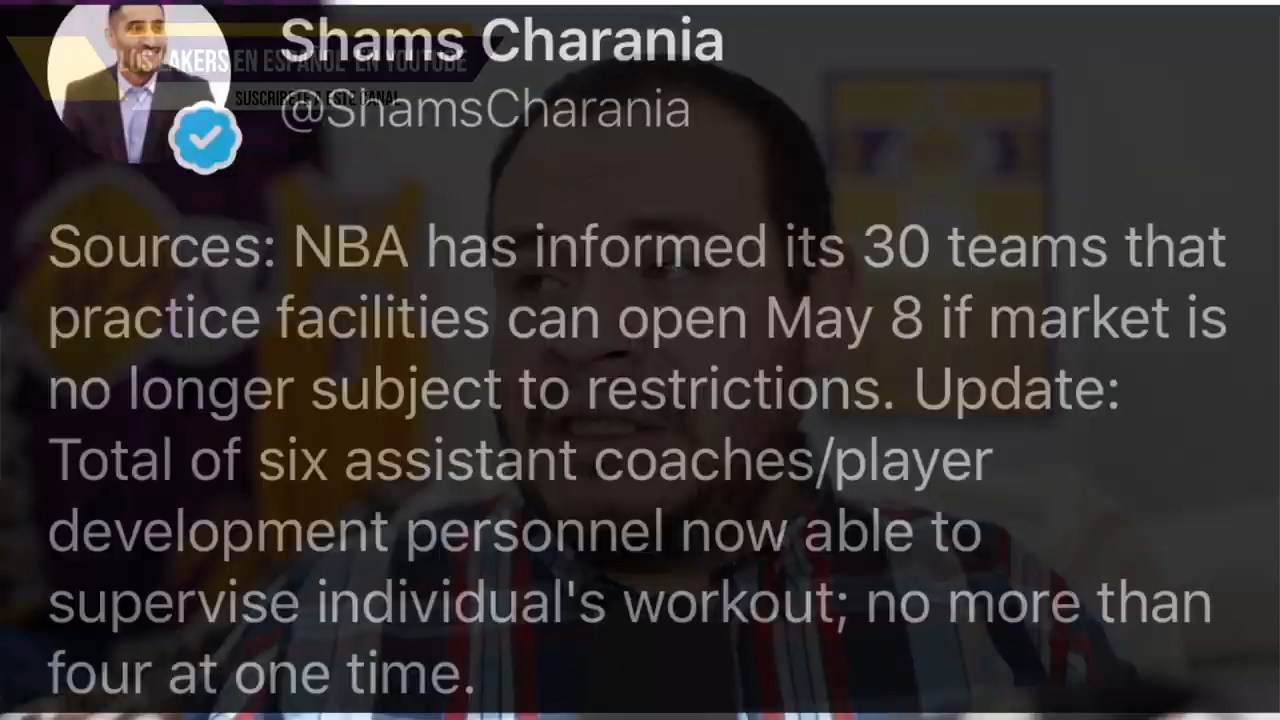 Shams Charania
LOS LAKERS EN ESPAÑOL EN YOUTUBE
SUSCRIBETE A ESTE CANAL
@ShamsCharania
Sources: NBA has informed its 30 teams that
practice facilities can open May 8 if market is
no longer subject to restrictions. Update:
Total of six assistant coaches/player
development personnel now able to
supervise individual's workout; no more than
four at one time.